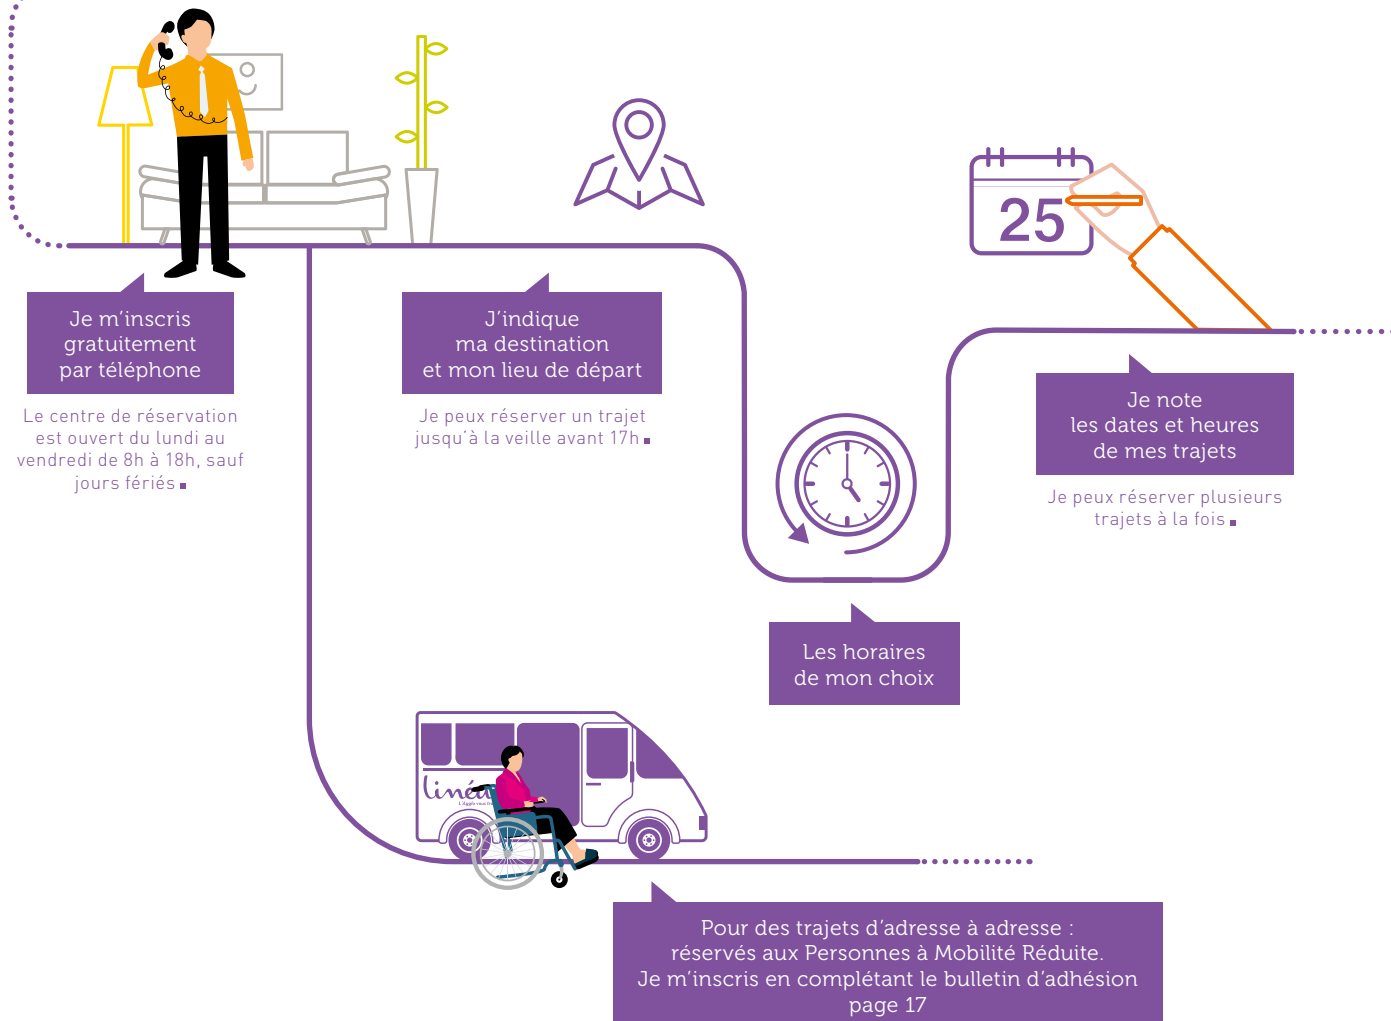 25
Je m’inscris
gratuitement
par téléphone
Le centre de réservation
est ouvert du lundi au
vendredi de 8h à 18h, sauf
jours fériés
J’indique
ma destination
et mon lieu de départ
Je peux réserver un trajet
jusqu’à la veille avant 17h
Je note
les dates et heures
de mes trajets
Je peux réserver plusieurs
trajets à la fois
Les horaires
de mon choix
L'Agglo vous
Pour des trajets d’adresse à adresse :
réservés aux Personnes à Mobilité Réduite.
Je m’inscris en complétant le bulletin d’adhésion
page 17